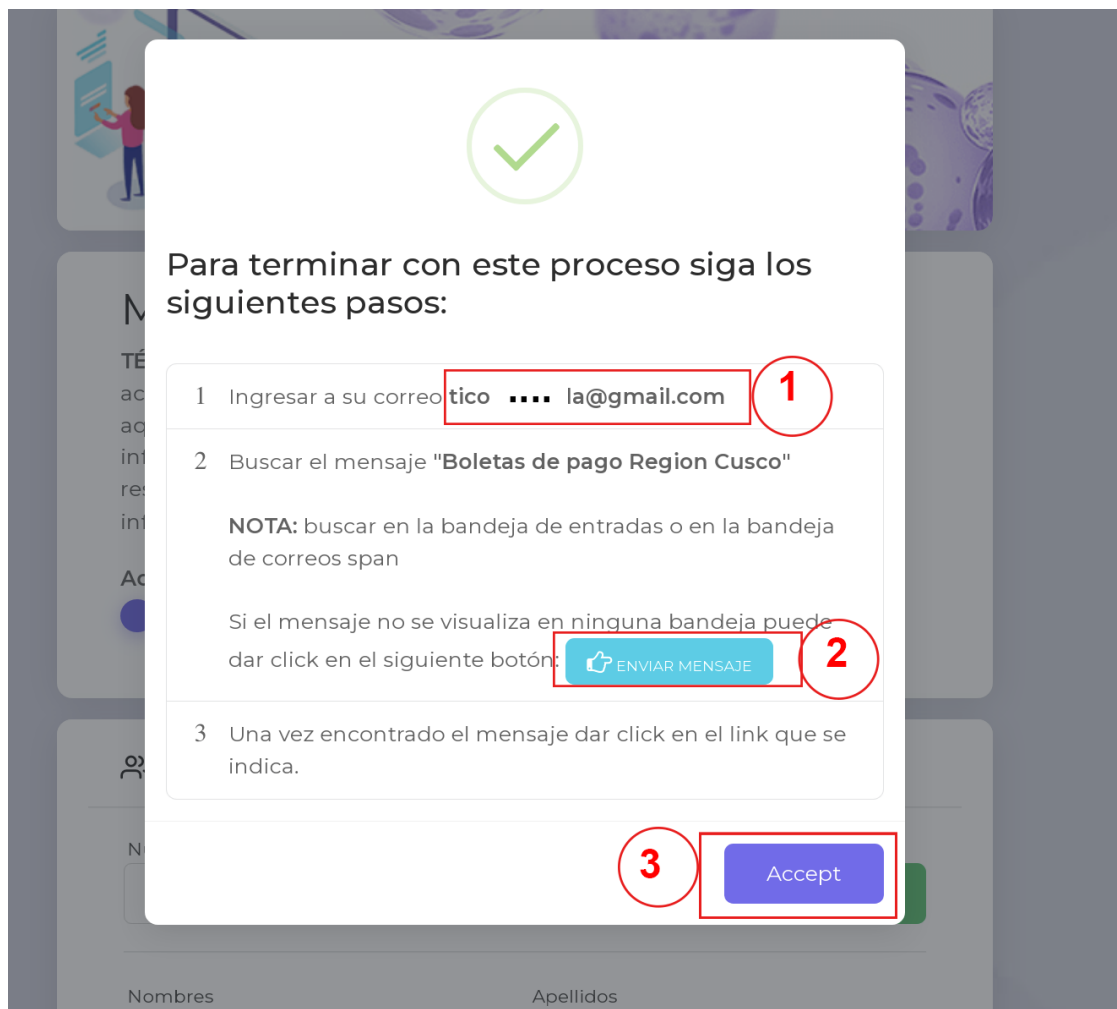 Para terminar con este proceso siga los
siguientes pasos:
1 Ingresar a su correo tico .... la@gmail.com
1
2 Buscar el mensaje "Boletas de pago Region Cusco"
NOTA: buscar en la bandeja de entradas o en la bandeja
de correos span
Si el mensaje no se visualiza en ninguna bandeja puede
dar click en el siguiente botón: ENVIAR MENSAJE
2
3 Una vez encontrado el mensaje dar click en el link que se
indica.
3
Accept
Nombres
Apellidos